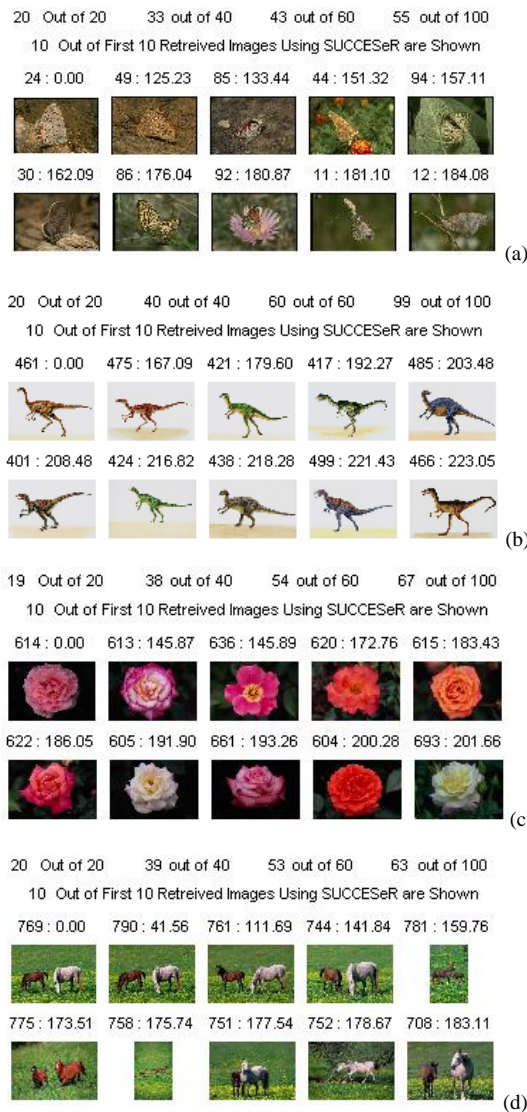 20 Out of 20 33 out of 40 43 out of 60 55 out of 100
10 Out of First 10 Retreived Images Using SUCCESeR are Shown
24 : 0.00 49 : 125.23 85 : 133.44 44 : 151.32 94 : 157.11
30 : 162.09 86 : 176.04 92 : 180.87 11 : 181.10 12 : 184.08
(a)
20 Out of 20 40 out of 40 60 out of 60 99 out of 100
10 Out of First 10 Retreived Images Using SUCCESeR are Shown
461 : 0.00 475 : 167.09 421 : 179.60 417 : 192.27 485 : 203.48
401 : 208.48 424 : 216.82 438 : 218.28 499 : 221.43 466 : 223.05
(b)
19 Out of 20 38 out of 40 54 out of 60 67 out of 100
10 Out of First 10 Retreived Images Using SUCCESeR are Shown
614 : 0.00 613 : 145.87 636 : 145.89 620 : 172.76 615 : 183.43
622 : 186.05 605 : 191.90 661 : 193.26 604 : 200.28 693 : 201.66
(c
20 Out of 20 39 out of 40 53 out of 60 63 out of 100
10 Out of First 10 Retreived Images Using SUCCESeR are Shown
769 : 0.00 790 : 41.56 761 : 111.69 744 : 141.84 781 : 159.76
775 : 173.51 758 : 175.74 751 : 177.54 752 : 178.67 708 : 183.11
(d)